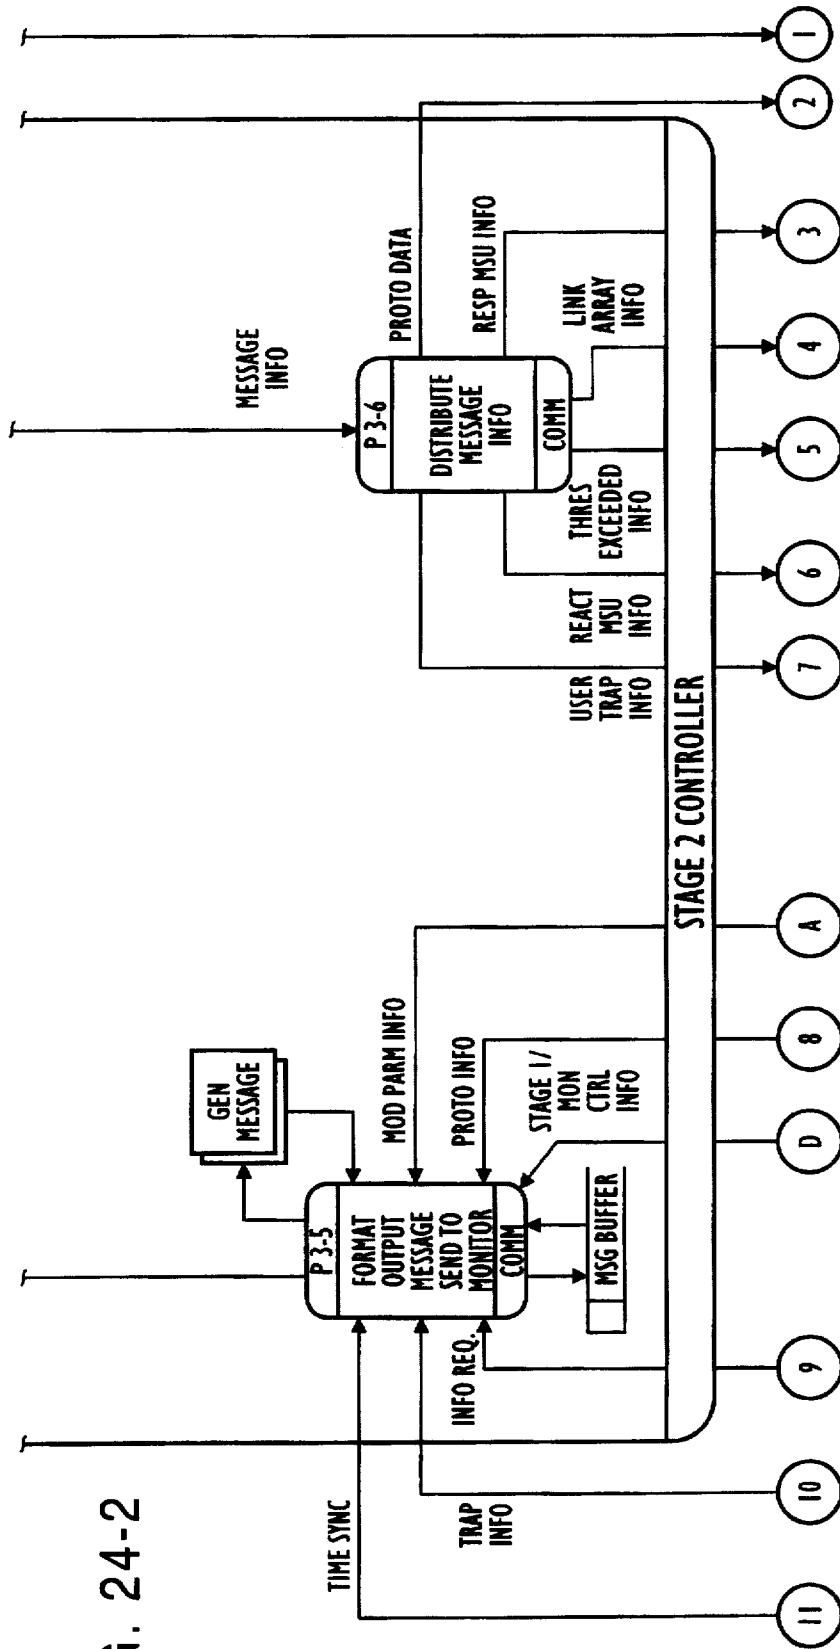 G. 24-2
TIME SYNC
TRAP
INFO
INFO REQ.
P 3-5
FORMAT
OUTPUT
MESSAGE
SEND TO
MONITOR
COMM
GEN
MESSAGE
MSG BUFFER
MOD PARM INFO
PROTO INFO
STAGE 1/
MON
CTRL
INFO
MESSAGE
INFO
P 3-6
DISTRIBUTE
MESSAGE
INFO
COMM
PROTO DATA
RESP MSU INFO
LINK
ARRAY
INFO
THRES
EXCEEDED
INFO
REACT
MSU
INFO
USER
TRAP
INFO
STAGE 2 CONTROLLER
11
10
9
D
8
A
7
6
5
4
3
2
1